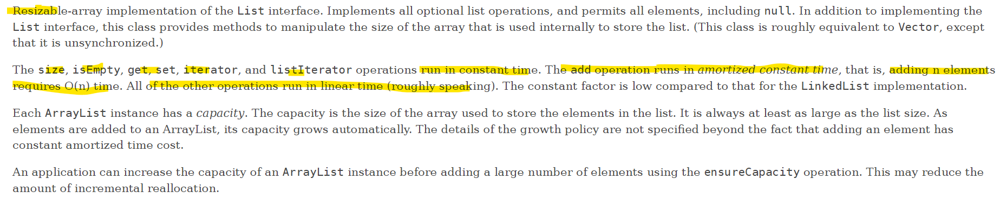 Resizable-array implementation of the List interface. Implements all optional list operations, and permits all elements, including null. In addition to implementing the
List interface, this class provides methods to manipulate the size of the array that is used internally to store the list. (This class is roughly equivalent to Vector, except
that it is unsynchronized.)
The size, isEmpty, get, set, iterator, and listIterator operations run in constant time. The add operation runs in amortized constant time, that is, adding n elements
requires O(n) time. All of the other operations run in linear time (roughly speaking). The constant factor is low compared to that for the LinkedList implementation.
Each ArrayList instance has a capacity. The capacity is the size of the array used to store the elements in the list. It is always at least as large as the list size. As
elements are added to an ArrayList, its capacity grows automatically. The details of the growth policy are not specified beyond the fact that adding an element has
constant amortized time cost.
An application can increase the capacity of an ArrayList instance before adding a large number of elements using the ensureCapacity operation. This may reduce the
amount of incremental reallocation.